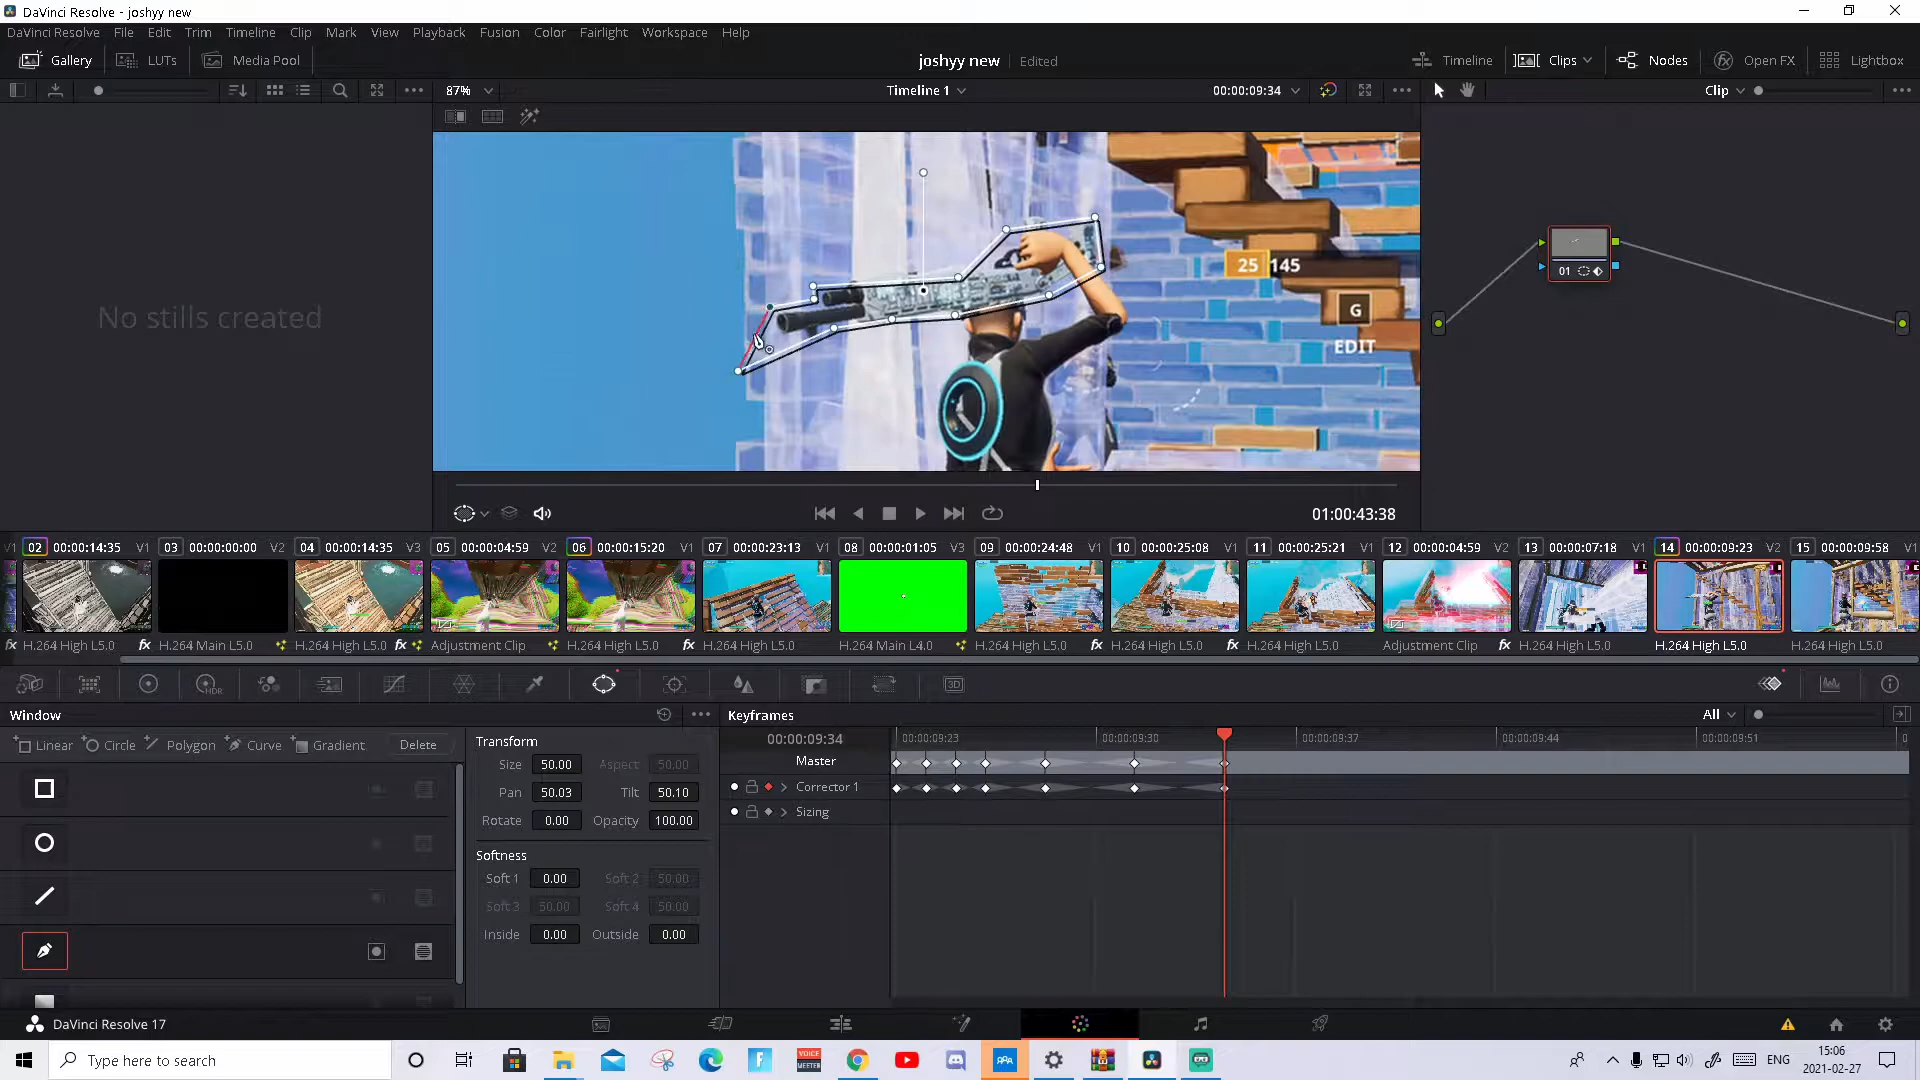 DaVinci Resolve - joshyy new
DaVinci Resolve File Edit Trim Timeline Clip Mark View Playback Fusion Color Fairlight Workspace Help
Gallery LUTs Media Pool joshyy new Edited Timeline Clips Nodes Open FX Lightbox
87% Timeline 1 00:00:09:34 Clip
No stills created
25 145
G
EDIT
01
01:00:43:38
V1 02 00:00:14:35 V1 03 00:00:00:00 V2 04 00:00:14:35 V3 05 00:00:04:59 V2 06 00:00:15:20 V1 07 00:00:23:13 V1 08 00:00:01:05 V3 09 00:00:24:48 V1 10 00:00:25:08 V1 11 00:00:25:21 V1 12 00:00:04:59 V2 13 00:00:07:18 V1 14 00:00:09:23 V2 15 00:00:09:58 V1
fx H.264 High L5.0 fx H.264 Main L5.0 H.264 High L5.0 fx Adjustment Clip H.264 High L5.0 fx H.264 High L5.0 H.264 Main L4.0 H.264 High L5.0 fx H.264 High L5.0 fx H.264 High L5.0 Adjustment Clip fx H.264 High L5.0 H.264 High L5.0 H.264 High L5.0
HDR
3D
Window Keyframes All
Linear Circle Polygon Curve Gradient Delete
Transform
Size 50.00 Aspect 50.00
Pan 50.03 Tilt 50.10
Rotate 0.00 Opacity 100.00
Softness
Soft 1 0.00 Soft 2 50.00
Soft 3 50.00 Soft 4 50.00
Inside 0.00 Outside 0.00
00:00:09:34 00:00:09:23 00:00:09:30 00:00:09:37 00:00:09:44 00:00:09:51 0
Master
Corrector 1
Sizing
DaVinci Resolve 17
Type here to search
VOICE
MEETER
ENG
15:06
2021-02-27